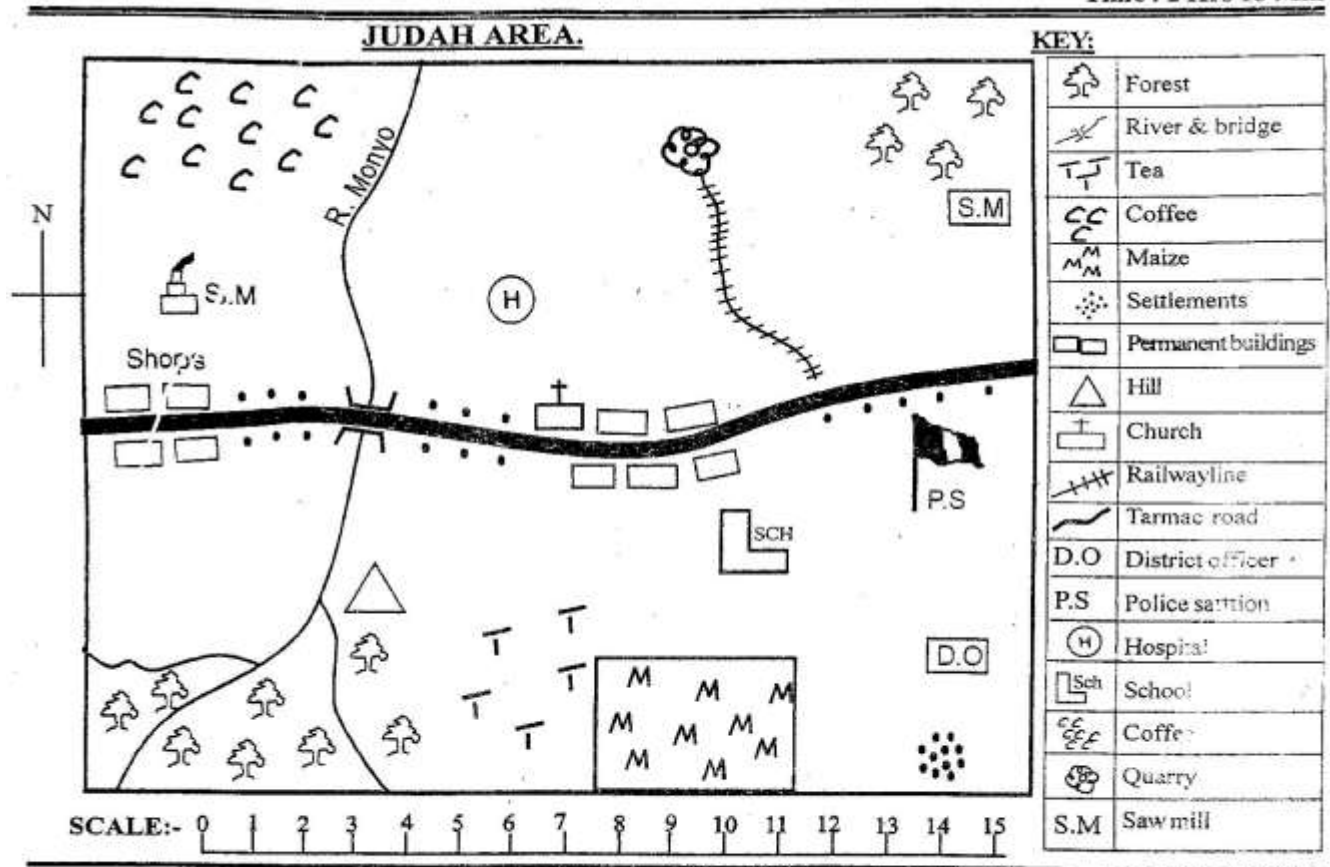 JUDAH AREA.
KEY:
Forest
River & bridge
Tea
Coffee
Maize
Settlements
Permanent buildings
Hill
Church
Railwayline
Tarmac road
D.O District officer
P.S Police
H Hospital
Sch School
Coffee
Quarry
S.M Saw mill
N
R. Monyo
S.M
S.M
H
Shops
P.S
SCH
D.O
M M M
M M M
M M M
SCALE:- 0 1 2 3 4 5 6 7 8 9 10 11 12 13 14 15